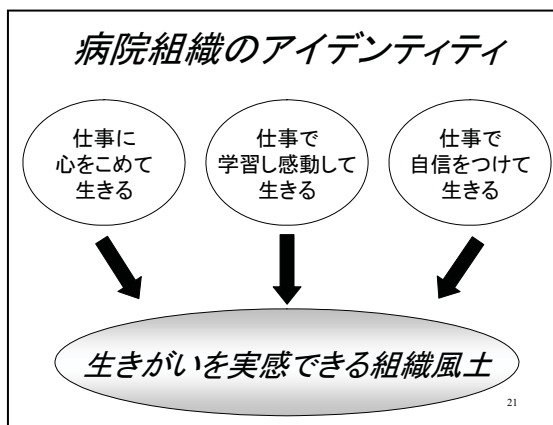 病院組織のアイデンティティ
仕事に
心をこめて
生きる
仕事で
学習し感動して
生きる
仕事で
自信をつけて
生きる
生きがいを実感できる組織風土
21